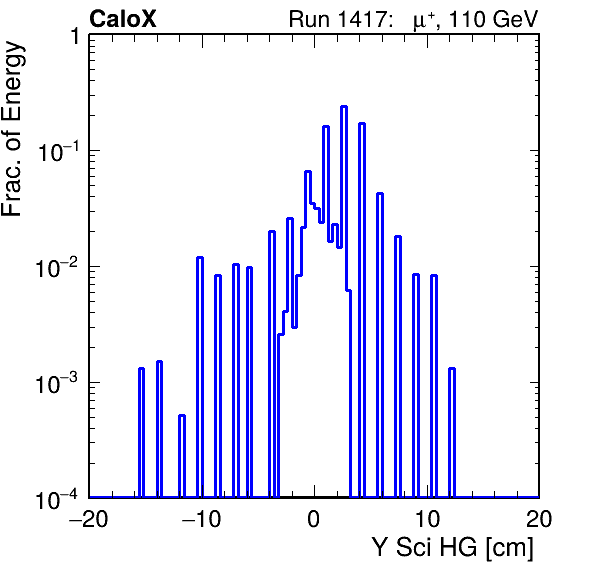 CaloX Run 1417: μ⁺, 110 GeV
Frac. of Energy
1
10⁻¹
10⁻²
10⁻³
10⁻⁴
−20 −10 0 10 20
Y Sci HG [cm]